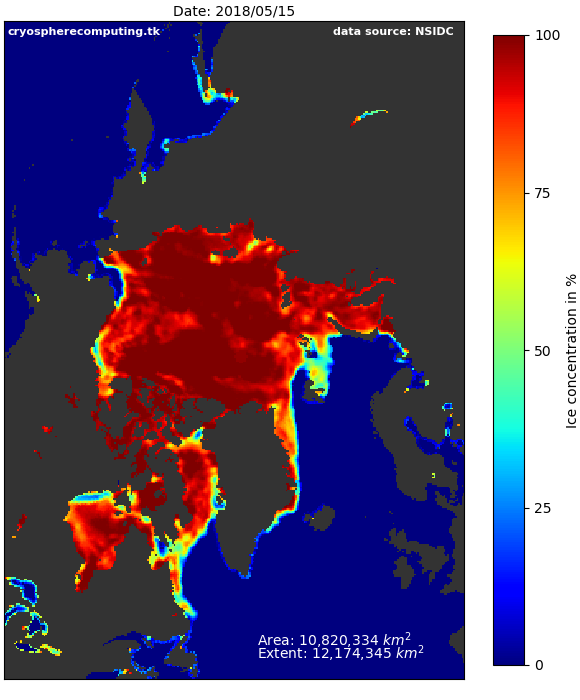 Date: 2018/05/15
cryospherecomputing.tk data source: NSIDC
Area: 10,820,334 km²
Extent: 12,174,345 km²
100
75
50
25
0
Ice concentration in %